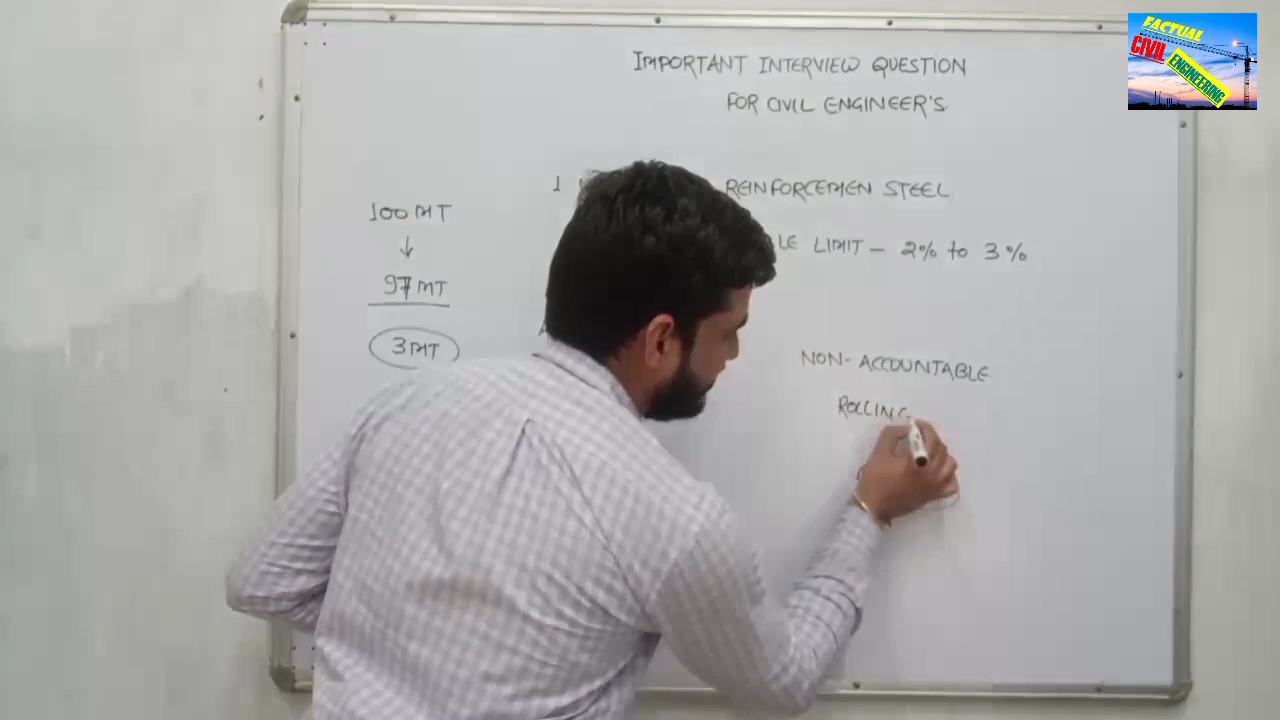 FACTUAL
CIVIL
ENGINEERING
IMPORTANT INTERVIEW QUESTION
FOR CIVIL ENGINEER'S
1 REINFORCEMEN STEEL
LIMIT - 2% to 3%
100 MT
↓
97 MT
3 MT
NON-ACCOUNTABLE
ROLLING